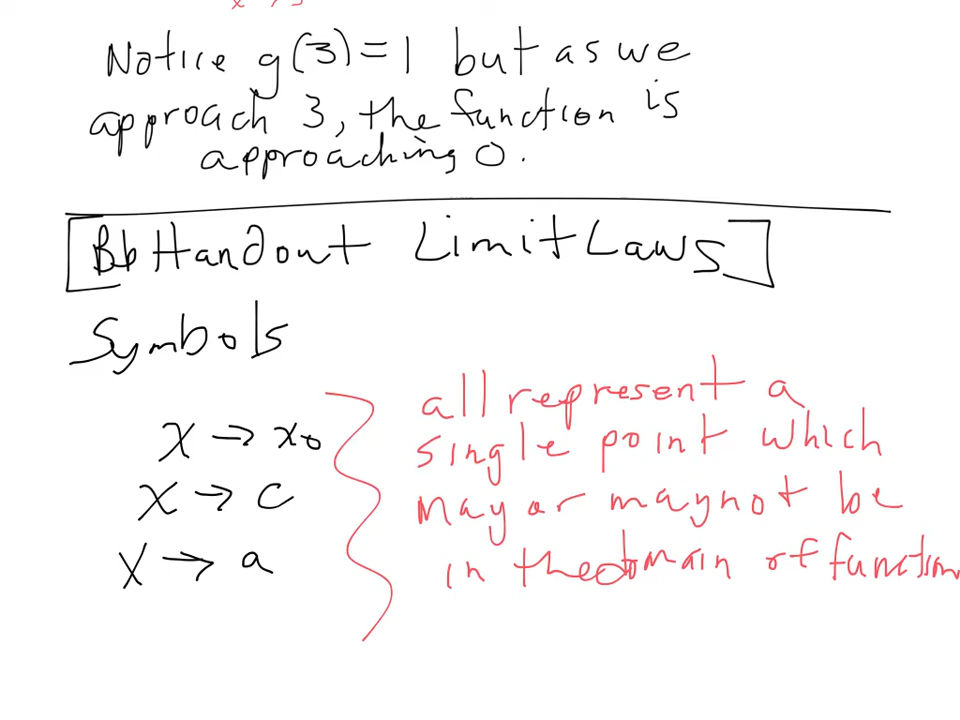 x → 3
Notice g(3) = 1 but as we
approach 3, the function is
approaching 0.
[Bb Handout Limit Laws]
Symbols
x → x₀
x → c
x → a
all represent a
single point which
may or may not be
in the domain of function